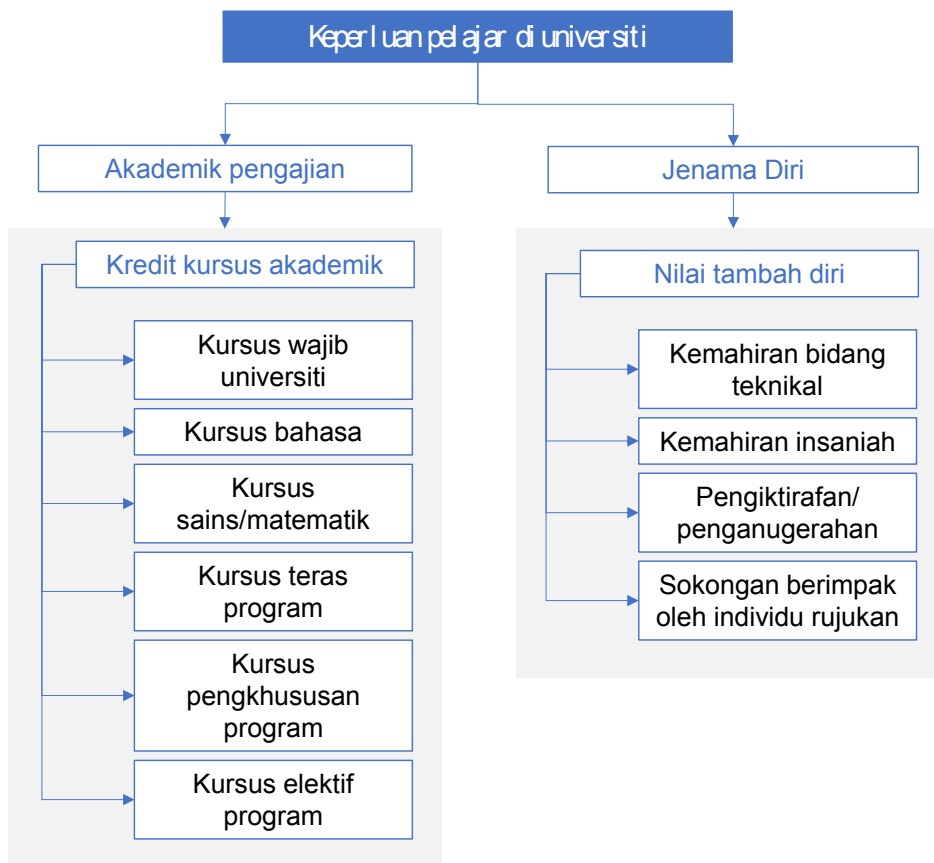 Keperluan pelajar di universiti
Akademik pengajian
Kredit kursus akademik
Kursus wajib
universiti
Kursus bahasa
Kursus
sains/matematik
Kursus teras
program
Kursus
pengkhususan
program
Kursus elektif
program
Jenama Diri
Nilai tambah diri
Kemahiran bidang
teknikal
Kemahiran insaniah
Pengiktirafan/
penganugerahan
Sokongan berimpak
oleh individu rujukan